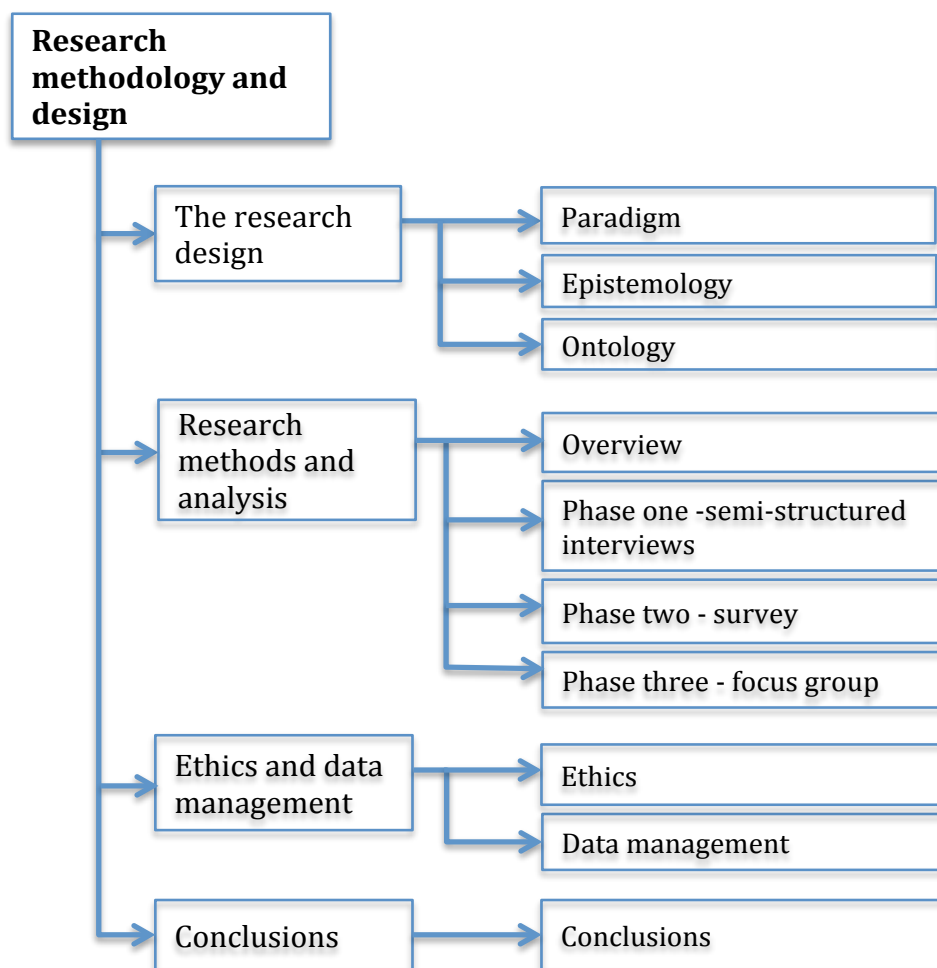 Research
methodology and
design
The research
design
Paradigm
Epistemology
Ontology
Research
methods and
analysis
Overview
Phase one -semi-structured
interviews
Phase two - survey
Phase three - focus group
Ethics and data
management
Ethics
Data management
Conclusions
Conclusions